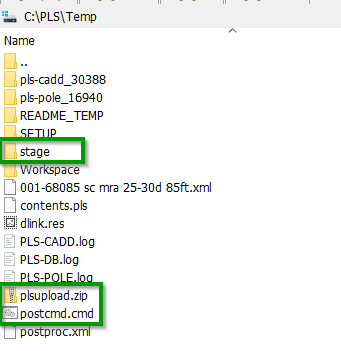 C:\PLS\Temp
Name
..
pls-cadd_30388
pls-pole_16940
README_TEMP
SETUP
stage
Workspace
001-68085 sc mra 25-30d 85ft.xml
contents.pls
dlink.src
PLS-CADD.log
PLS-DB.log
PLS-POLE.log
plsupload.zip
postcmd.cmd
postproc.xml